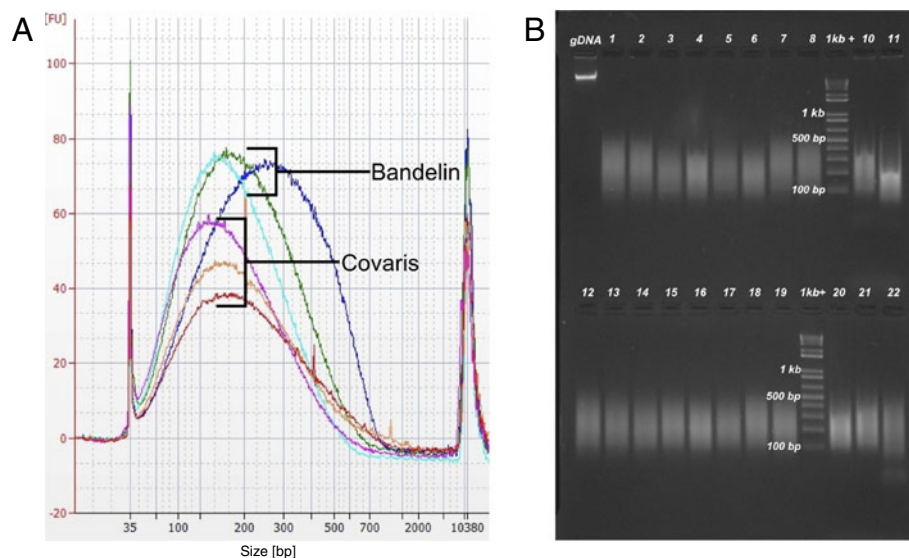 A
[FU]
100
80
60
40
20
0
-20
Bandelin
Covaris
35 100 200 300 500 700 2000 10380
Size [bp]
B
gDNA 1 2 3 4 5 6 7 8 1kb + 10 11
1 kb
500 bp
100 bp
12 13 14 15 16 17 18 19 1kb+ 20 21 22
1 kb
500 bp
100 bp